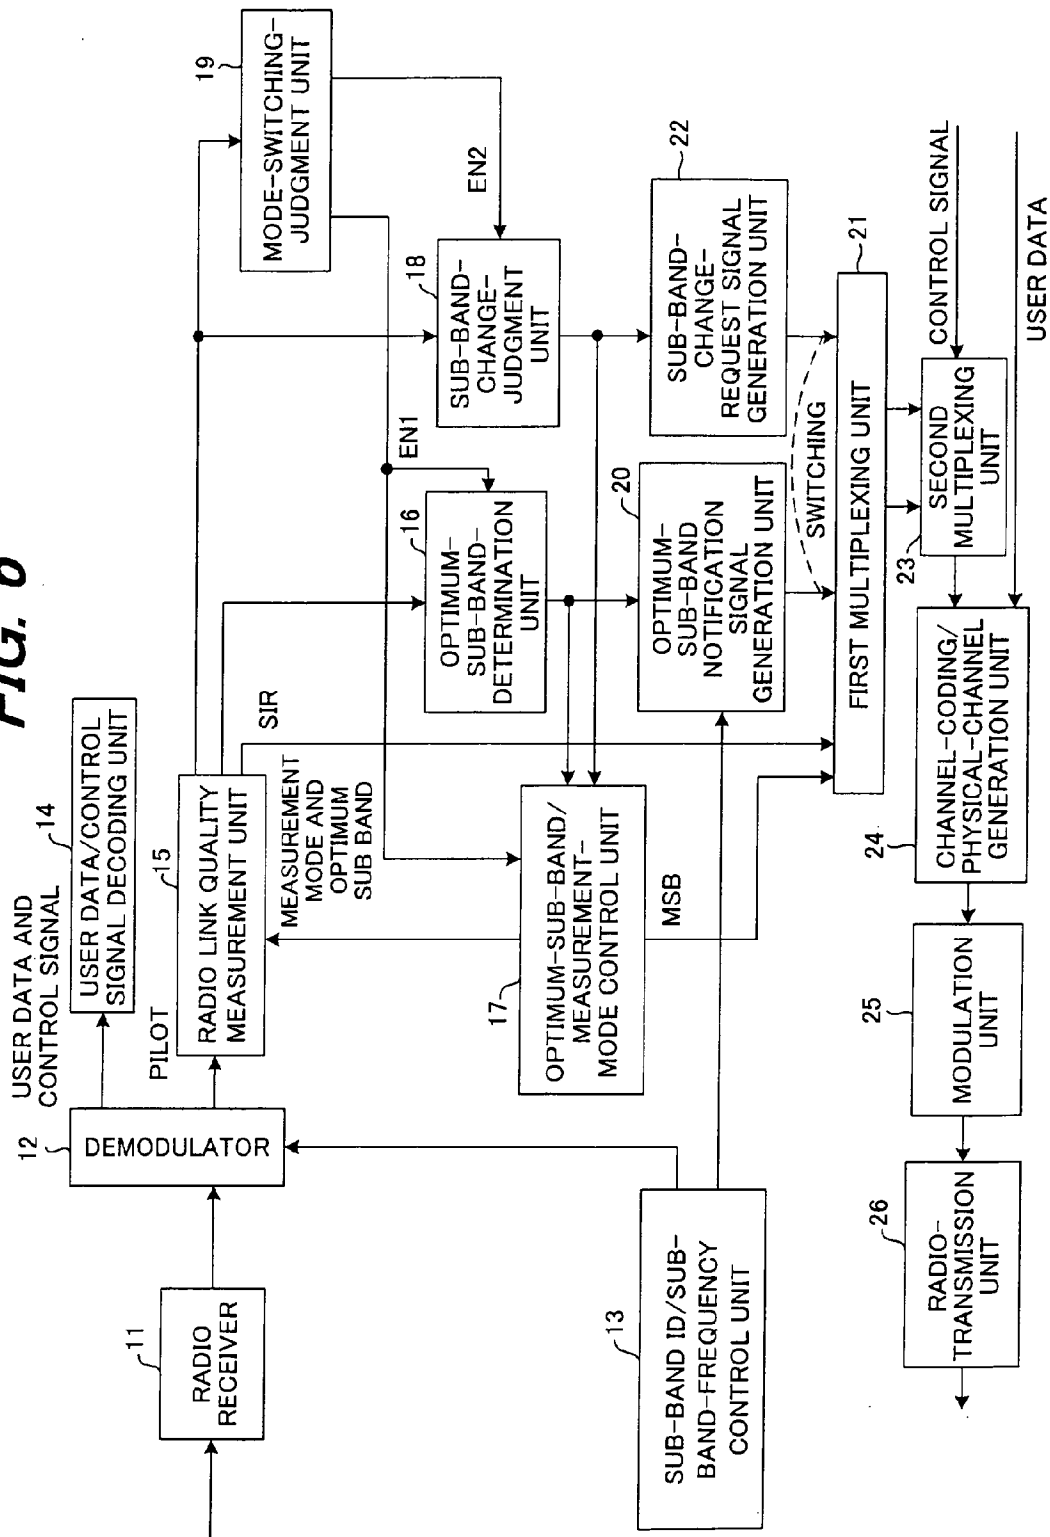 FIG. 6
11
RADIO
RECEIVER
12
DEMODULATOR
USER DATA AND
CONTROL SIGNAL
PILOT
14
USER DATA/CONTROL
SIGNAL DECODING UNIT
15
RADIO LINK QUALITY
MEASUREMENT UNIT
SIR
MEASUREMENT
MODE AND
OPTIMUM
SUB BAND
19
MODE-SWITCHING-
JUDGMENT UNIT
EN1
EN2
16
OPTIMUM-
SUB-BAND-
DETERMINATION
UNIT
18
SUB-BAND-
CHANGE-
JUDGMENT
UNIT
17
OPTIMUM-SUB-BAND/
MEASUREMENT-
MODE CONTROL UNIT
MSB
13
SUB-BAND ID/SUB-
BAND-FREQUENCY
CONTROL UNIT
20
OPTIMUM-
SUB-BAND
NOTIFICATION
SIGNAL
GENERATION UNIT
22
SUB-BAND-
CHANGE-
REQUEST SIGNAL
GENERATION UNIT
SWITCHING
21
FIRST MULTIPLEXING UNIT
23
SECOND
MULTIPLEXING
UNIT
CONTROL SIGNAL
USER DATA
24
CHANNEL-CODING/
PHYSICAL-CHANNEL
GENERATION UNIT
25
MODULATION
UNIT
26
RADIO-
TRANSMISSION
UNIT